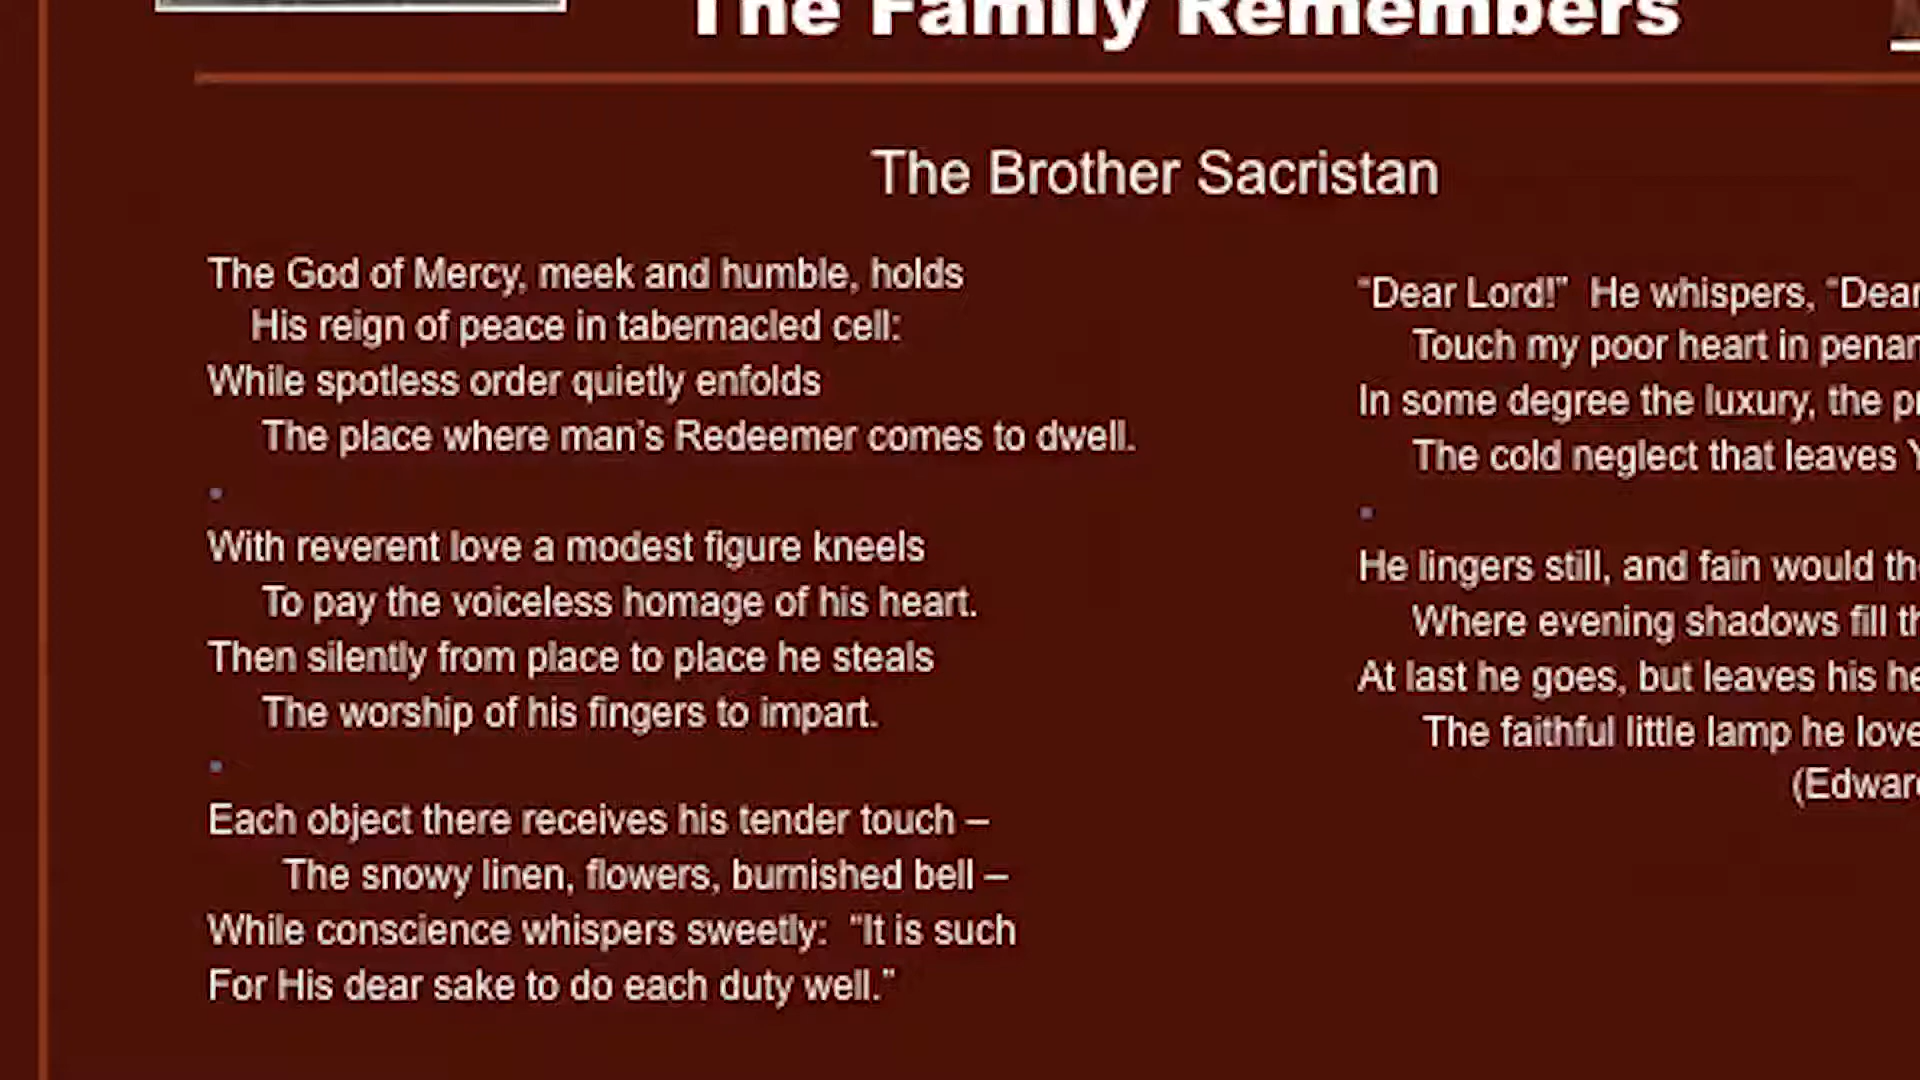 The Family Remembers
The Brother Sacristan
The God of Mercy, meek and humble, holds
His reign of peace in tabernacled cell:
While spotless order quietly enfolds
The place where man's Redeemer comes to dwell.
With reverent love a modest figure kneels
To pay the voiceless homage of his heart.
Then silently from place to place he steals
The worship of his fingers to impart.
Each object there receives his tender touch –
The snowy linen, flowers, burnished bell –
While conscience whispers sweetly:  "It is such
For His dear sake to do each duty well."
"Dear Lord!"  He whispers, "Dear
Touch my poor heart in
In some degree the luxury, the
The cold neglect that leaves
He lingers still, and fain would
Where evening shadows fill
At last he goes, but leaves his
The faithful little lamp he